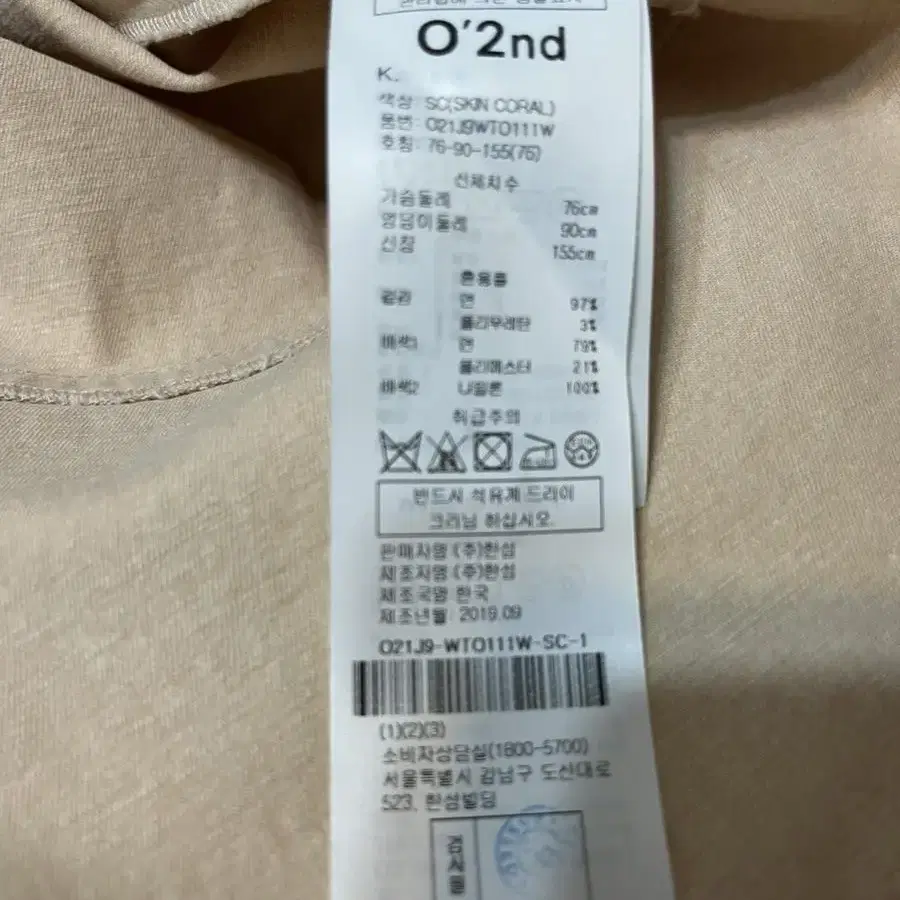 O'2nd
K.
색상: SC(SKIN CORAL)
품번: O21J9WTO111W
호칭: 76-90-155(76)
신체치수
가슴둘레 76cm
엉덩이둘레 90cm
신장 155cm
혼용률
겉감 면 97%
폴리우레탄 3%
배색1 면 79%
폴리에스터 21%
배색2 나일론 100%
취급주의
반드시 석유계 드라이
크리닝 하십시오.
판매자명 (주)한섬
제조자명 (주)한섬
제조국명 한국
제조년월: 2019.09
O21J9-WTO111W-SC-1
(1)(2)(3)
소비자상담실(1800-5700)
서울특별시 강남구 도산대로
523, 한섬빌딩
검사필